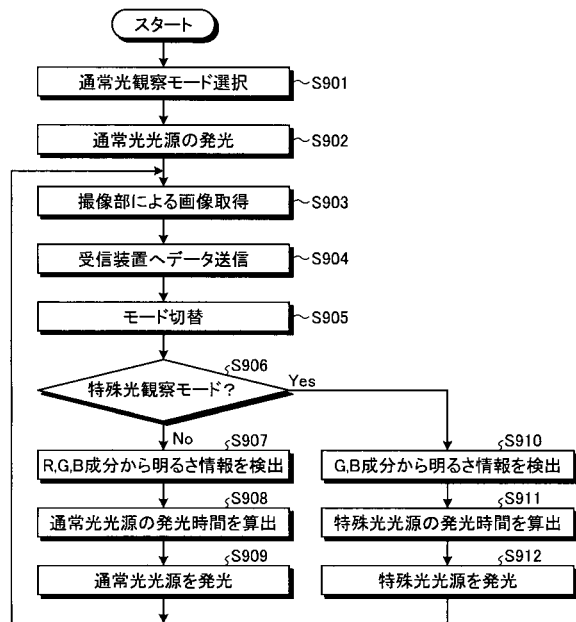 スタート
通常光観察モード選択 S901
通常光光源の発光 S902
撮像部による画像取得 S903
受信装置へデータ送信 S904
モード切替 S905
S906
特殊光観察モード?
Yes
No
S907
R,G,B成分から明るさ情報を検出
S908
通常光光源の発光時間を算出
S909
通常光光源を発光
S910
G,B成分から明るさ情報を検出
S911
特殊光光源の発光時間を算出
S912
特殊光光源を発光